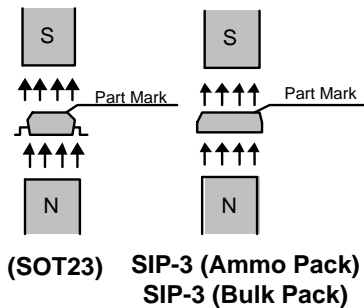 S
S
Part Mark
Part Mark
N
N
(SOT23)
SIP-3 (Ammo Pack)
SIP-3 (Bulk Pack)